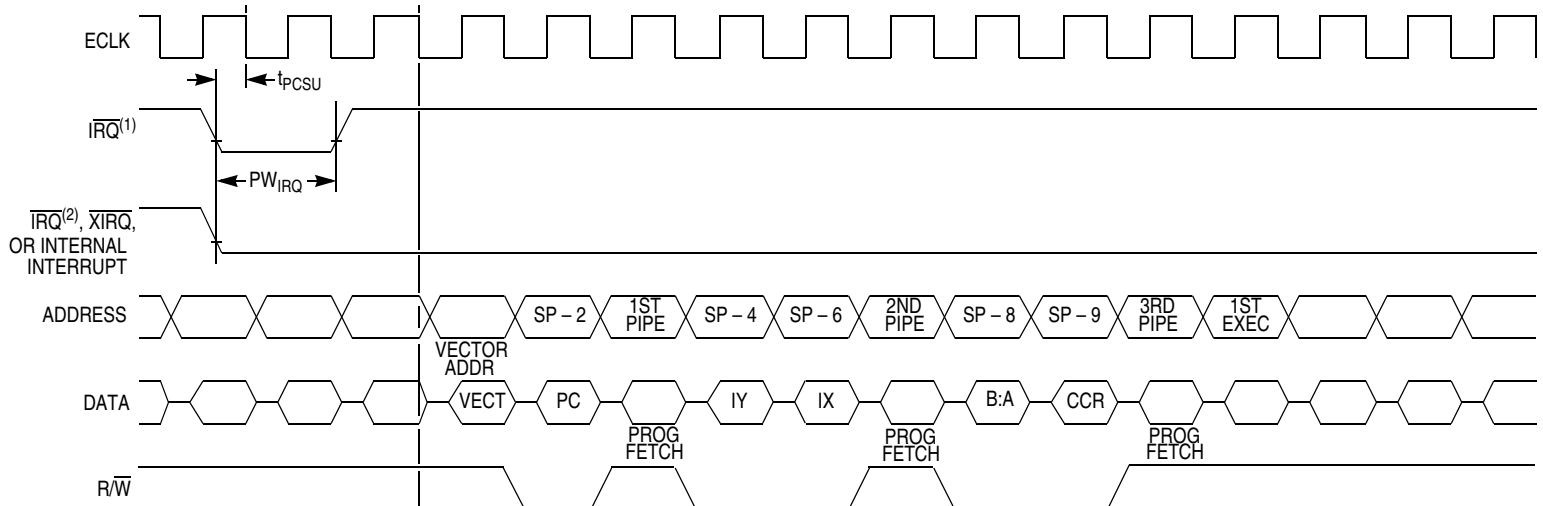 ECLK
tPCSU
IRQ(1)
PWIRQ
IRQ(2), XIRQ,
OR INTERNAL
INTERRUPT
ADDRESS
VECTOR
ADDR
SP – 2
1ST
PIPE
SP – 4
SP – 6
2ND
PIPE
SP – 8
SP – 9
3RD
PIPE
1ST
EXEC
DATA
VECT
PC
PROG
FETCH
IY
IX
PROG
FETCH
B:A
CCR
PROG
FETCH
R/W